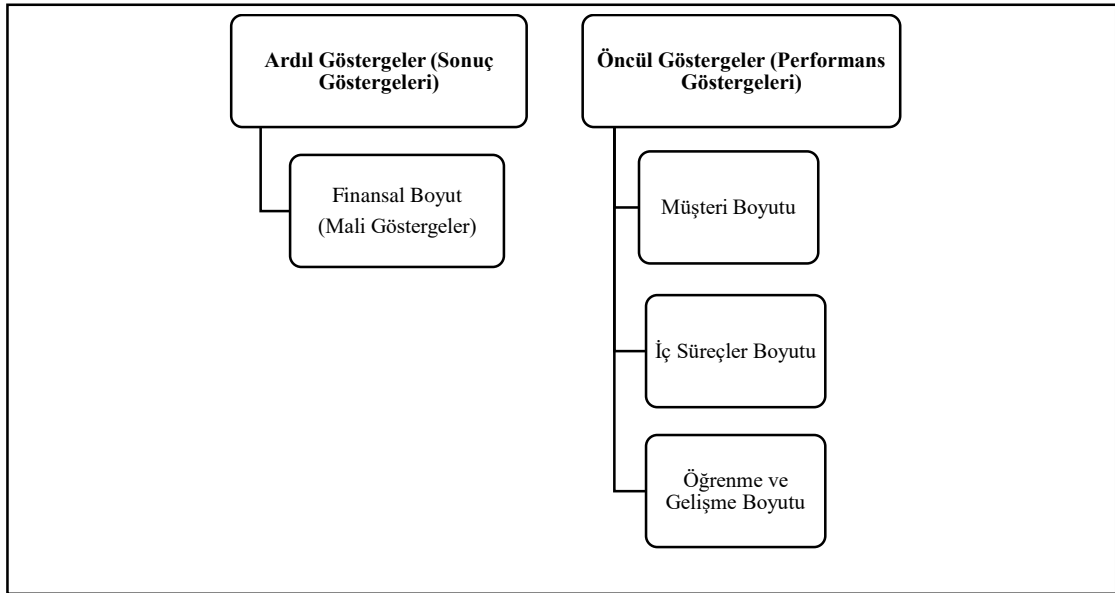 Ardıl Göstergeler (Sonuç
Göstergeleri)
Finansal Boyut
(Mali Göstergeler)
Öncül Göstergeler (Performans
Göstergeleri)
Müşteri Boyutu
İç Süreçler Boyutu
Öğrenme ve
Gelişme Boyutu